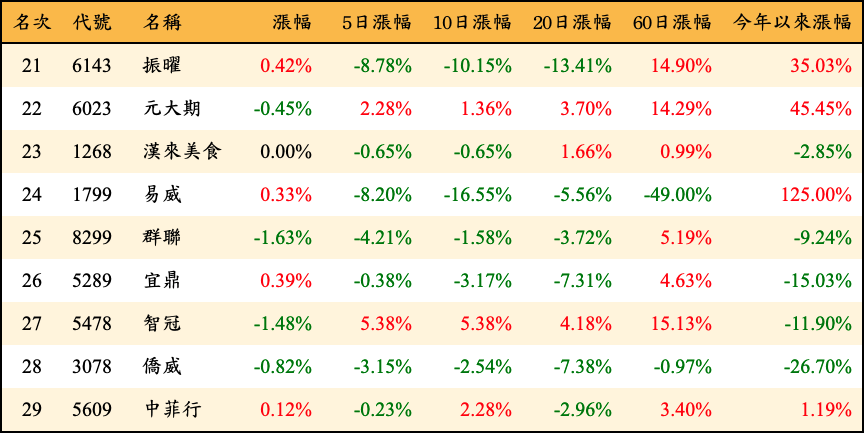 名次 代號 名稱 漲幅 5日漲幅 10日漲幅 20日漲幅 60日漲幅 今年以來漲幅
21 6143 振曜 0.42% -8.78% -10.15% -13.41% 14.90% 35.03%
22 6023 元大期 -0.45% 2.28% 1.36% 3.70% 14.29% 45.45%
23 1268 漢來美食 0.00% -0.65% -0.65% 1.66% 0.99% -2.85%
24 1799 易威 0.33% -8.20% -16.55% -5.56% -49.00% 125.00%
25 8299 群聯 -1.63% -4.21% -1.58% -3.72% 5.19% -9.24%
26 5289 宜鼎 0.39% -0.38% -3.17% -7.31% 4.63% -15.03%
27 5478 智冠 -1.48% 5.38% 5.38% 4.18% 15.13% -11.90%
28 3078 僑威 -0.82% -3.15% -2.54% -7.38% -0.97% -26.70%
29 5609 中菲行 0.12% -0.23% 2.28% -2.96% 3.40% 1.19%